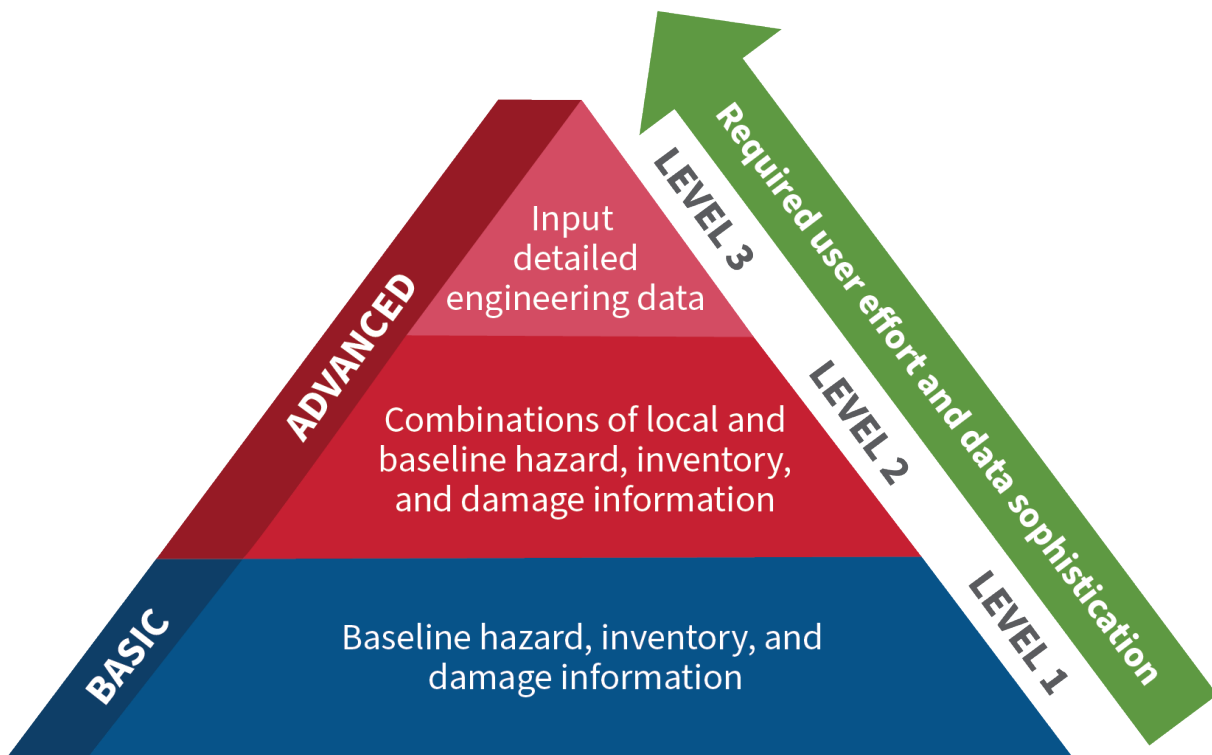 Input
detailed
engineering data
LEVEL 3
ADVANCED
Combinations of local and
baseline hazard, inventory,
and damage information
LEVEL 2
BASIC
Baseline hazard, inventory, and
damage information
LEVEL 1
Required user effort and data sophistication